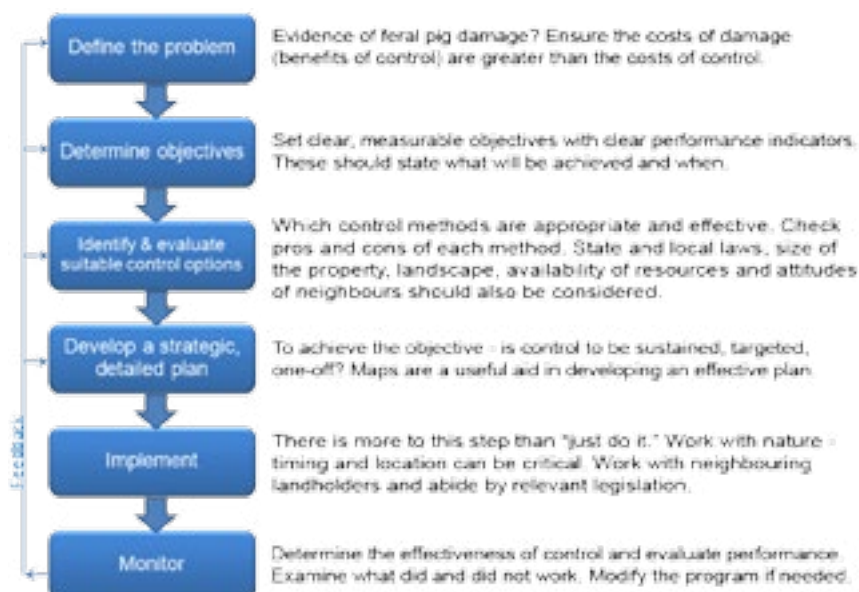 Define the problem
Evidence of feral pig damage? Ensure the costs of damage
(benefits of control) are greater than the costs of control.
Determine objectives
Set clear, measurable objectives with clear performance indicators.
These should state what will be achieved and when.
Identify & evaluate
suitable control options
Which control methods are appropriate and effective. Check
pros and cons of each method. State and local laws, size of
the property, landscape, availability of resources and attitudes
of neighbours should also be considered.
Develop a strategic,
detailed plan
To achieve the objective - is control to be sustained, targeted,
one-off? Maps are a useful aid in developing an effective plan.
Implement
There is more to this step than "just do it." Work with nature -
timing and location can be critical. Work with neighbouring
landholders and abide by relevant legislation.
Monitor
Determine the effectiveness of control and evaluate performance.
Examine what did and did not work. Modify the program if needed.
Feedback